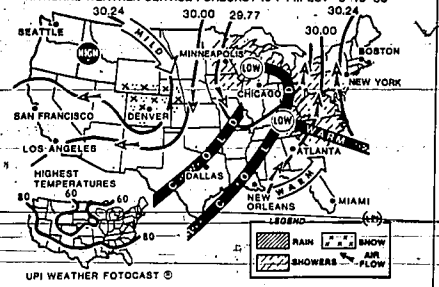 30.24 30.00 29.77 30.24
SEATTLE
30.00
HIGH
MILD
MINNEAPOLIS
BOSTON
LOW
NEW YORK
CHICAGO
COLD
SAN FRANCISCO
DENVER
LOW
WARM
LOS ANGELES
COLD
ATLANTA
HIGHEST
TEMPERATURES
DALLAS
WARM
NEW
ORLEANS
MIAMI
80 60 60
80
LEGEND
RAIN SNOW
SHOWERS AIR
FLOW
UPI WEATHER FOTOCAST ®